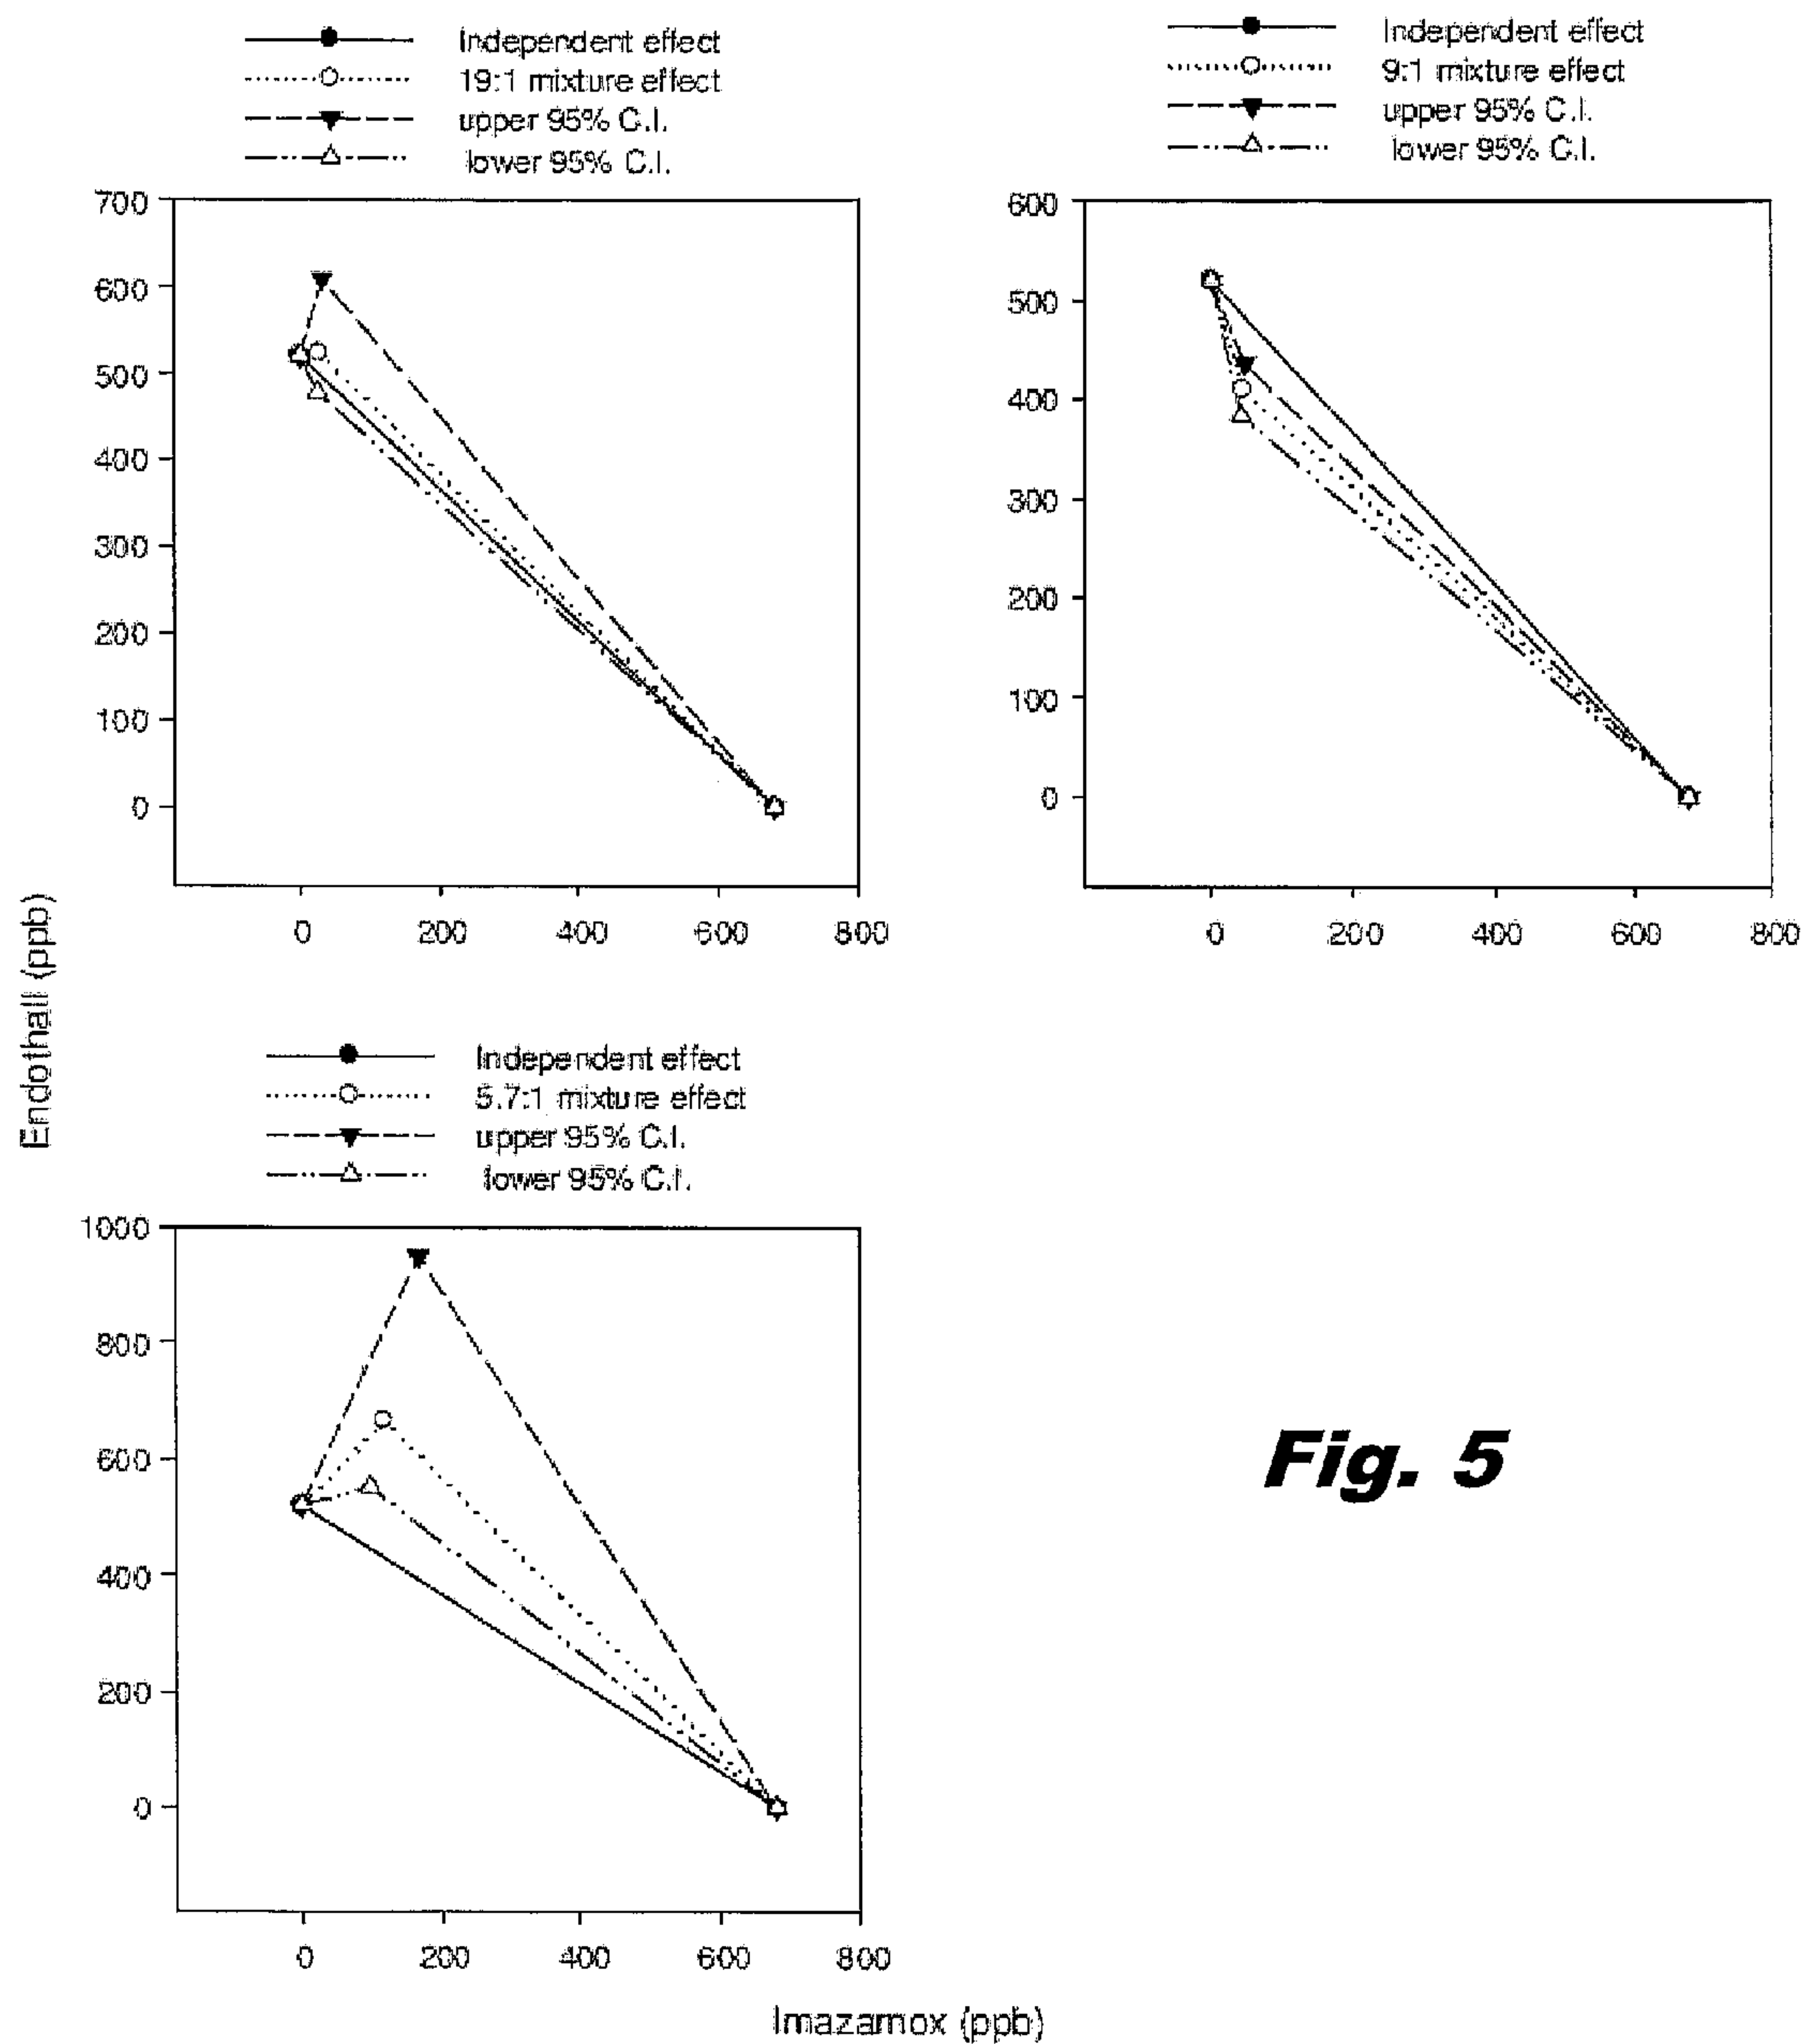 Independent effect
19:1 mixture effect
upper 95% C.I.
lower 95% C.I.
700
600
500
400
300
200
100
0
0 200 400 600 800
Independent effect
9:1 mixture effect
upper 95% C.I.
lower 95% C.I.
600
500
400
300
200
100
0
0 200 400 600 800
Endothall (ppb)
Independent effect
5.7:1 mixture effect
upper 95% C.I.
lower 95% C.I.
1000
800
600
400
200
0
0 200 400 600 800
Imazamox (ppb)
Fig. 5